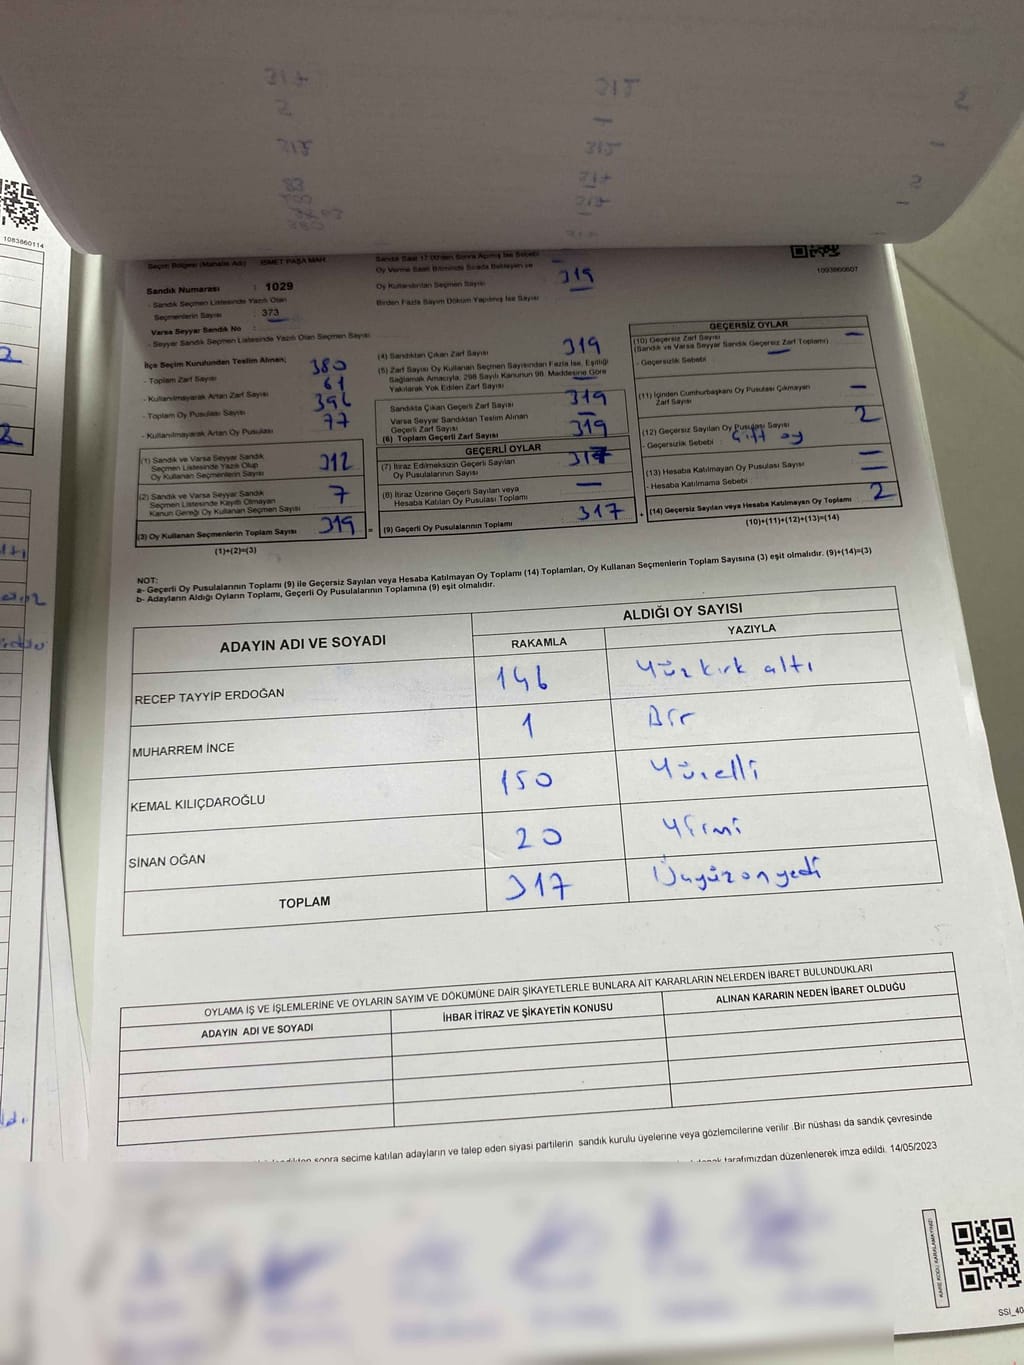 317
2
315
83
315
-
315
317
317
-
2
-
2
-
1083860114
2
2
Seçim Bölgesi (Mahalle Adı) : İSMET PAŞA MAH.
Sandık Numarası : 1029
- Sandık Seçmen Listesinde Yazılı Olan
Seçmenlerin Sayısı : 373
Varsa Seyyar Sandık No :
- Seyyar Sandık Seçmen Listesinde Yazılı Olan Seçmen Sayısı
Sandık Saat 17:00'den Sonra Açılmış İse Sebebi -
Oy Verme Saati Bitiminde Sırada Bekleyen ve
Oy Kullandırılan Seçmen Sayısı 319
Birden Fazla Sayım Döküm Yapılmış İse Sayısı
1093860607
İlçe Seçim Kurulundan Teslim Alınan;
- Toplam Zarf Sayısı 380
- Kullanılmayarak Artan Zarf Sayısı 61
- Toplam Oy Pusulası Sayısı 396
- Kullanılmayarak Artan Oy Pusulası 77
(1) Sandık ve Varsa Seyyar Sandık
Seçmen Listesinde Yazılı Olup
Oy Kullanan Seçmenlerin Sayısı 312
(2) Sandık ve Varsa Seyyar Sandık
Seçmen Listesinde Kayıtlı Olmayan
Kanun Gereği Oy Kullanan Seçmen Sayısı 7
(3) Oy Kullanan Seçmenlerin Toplam Sayısı 319
(1)+(2)=(3)
(4) Sandıktan Çıkan Zarf Sayısı 319
(5) Zarf Sayısı Oy Kullanan Seçmen Sayısından Fazla İse, Eşitliği
Sağlamak Amacıyla, 298 Sayılı Kanunun 98. Maddesine Göre
Yakılarak Yok Edilen Zarf Sayısı -
Sandıkta Çıkan Geçerli Zarf Sayısı 319
Varsa Seyyar Sandıktan Teslim Alınan
Geçerli Zarf Sayısı -
(6) Toplam Geçerli Zarf Sayısı 319
GEÇERLİ OYLAR
(7) İtiraz Edilmeksizin Geçerli Sayılan
Oy Pusulalarının Sayısı 317
(8) İtiraz Üzerine Geçerli Sayılan veya
Hesaba Katılan Oy Pusulası Toplamı -
= (9) Geçerli Oy Pusulalarının Toplamı 317
GEÇERSİZ OYLAR
(10) Geçersiz Zarf Sayısı -
(Sandık ve Varsa Seyyar Sandık Geçersiz Zarf Toplamı)
- Geçersizlik Sebebi : -
(11) İçinden Cumhurbaşkanı Oy Pusulası Çıkmayan
Zarf Sayısı -
(12) Geçersiz Sayılan Oy Pusulası Sayısı 2
- Geçersizlik Sebebi : Çift oy
(13) Hesaba Katılmayan Oy Pusulası Sayısı -
- Hesaba Katılmama Sebebi : -
+ (14) Geçersiz Sayılan veya Hesaba Katılmayan Oy Toplamı 2
(10)+(11)+(12)+(13)=(14)
NOT:
a- Geçerli Oy Pusulalarının Toplamı (9) ile Geçersiz Sayılan veya Hesaba Katılmayan Oy Toplamı (14) Toplamları, Oy Kullanan Seçmenlerin Toplam Sayısına (3) eşit olmalıdır. (9)+(14)=(3)
b- Adayların Aldığı Oyların Toplamı, Geçerli Oy Pusulalarının Toplamına (9) eşit olmalıdır.
ADAYIN ADI VE SOYADI
ALDIĞI OY SAYISI
RAKAMLA YAZIYLA
RECEP TAYYİP ERDOĞAN 146 Yüzkırk altı
MUHARREM İNCE 1 Bir
KEMAL KILIÇDAROĞLU 150 Yüzelli
SİNAN OĞAN 20 Yirmi
TOPLAM 317 Üçyüzonyedi
OYLAMA İŞ VE İŞLEMLERİNE VE OYLARIN SAYIM VE DÖKÜMÜNE DAİR ŞİKAYETLERLE BUNLARA AİT KARARLARIN NELERDEN İBARET BULUNDUKLARI
ADAYIN ADI VE SOYADI İHBAR İTİRAZ VE ŞİKAYETİN KONUSU ALINAN KARARIN NEDEN İBARET OLDUĞU
sonra seçime katılan adayların ve talep eden siyasi partilerin sandık kurulu üyelerine veya gözlemcilerine verilir .Bir nüshası da sandık çevresinde
tarafımızdan düzenlenerek imza edildi. 14/05/2023
KARE KODU KARALAMAYINIZ!
SSI_40